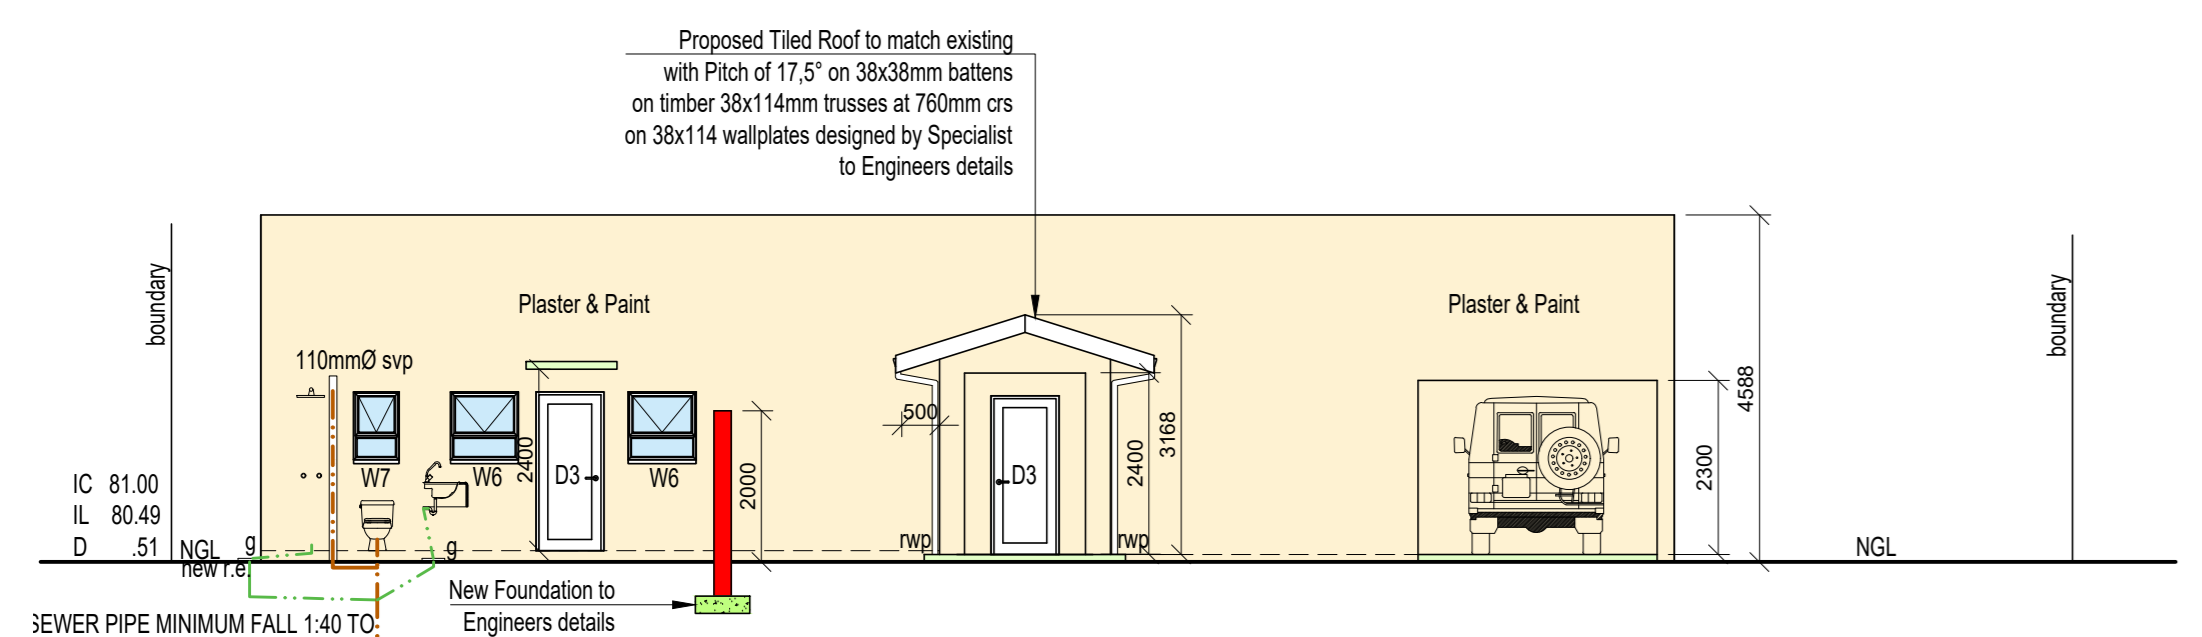 Proposed Tiled Roof to match existing
with Pitch of 17,5° on 38x38mm battens
on timber 38x114mm trusses at 760mm crs
on 38x114 wallplates designed by Specialist
to Engineers details
boundary
Plaster & Paint
Plaster & Paint
boundary
110mmØ svp
4588
3168
500
2400
2400
2300
2000
W7
W6
D3
W6
D3
IC 81.00
IL 80.49
D .51
NGL
g
g
rwp
rwp
NGL
new r.e.
New Foundation to
Engineers details
SEWER PIPE MINIMUM FALL 1:40 TO